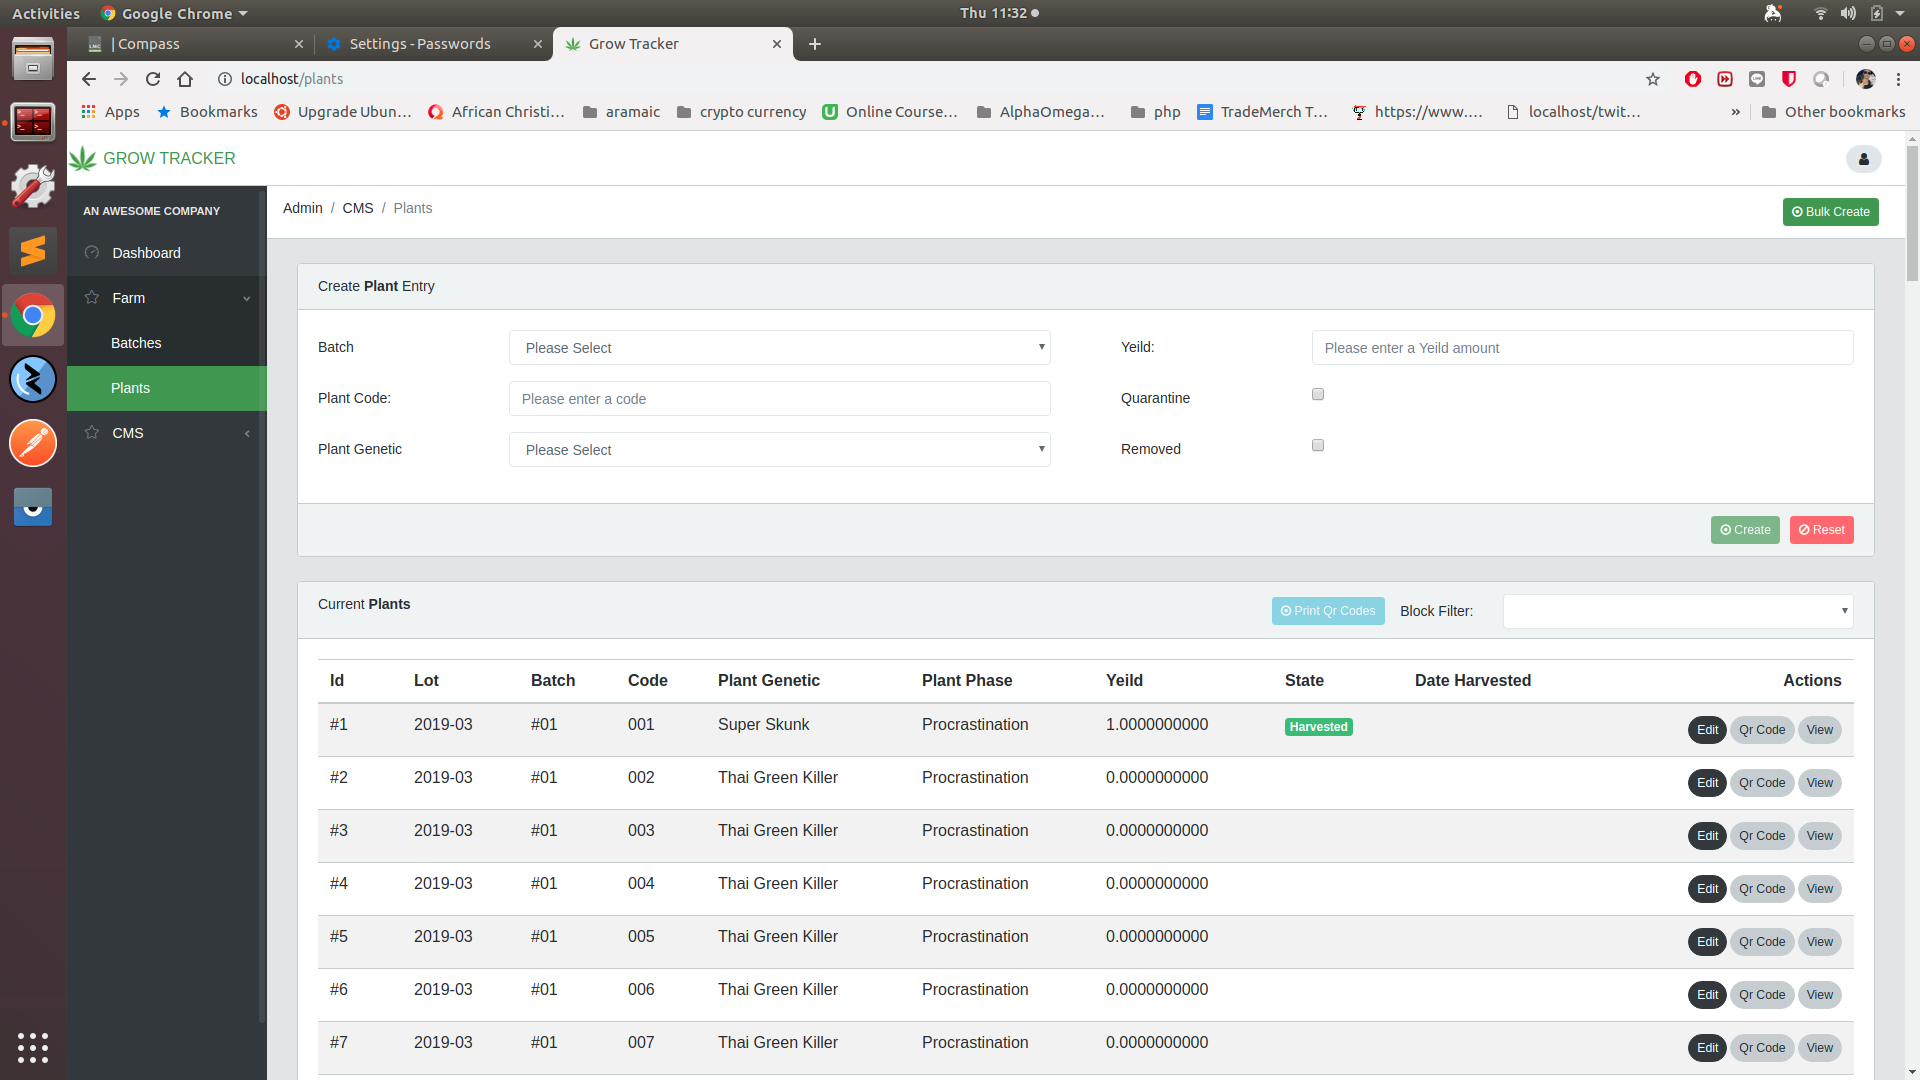 Activities Google Chrome Thu 11:32
| Compass Settings - Passwords Grow Tracker
localhost/plants
Apps Bookmarks Upgrade Ubun... African Christi... aramaic crypto currency Online Course... AlphaOmega... php TradeMerch T... https://www.... localhost/twit... » Other bookmarks
GROW TRACKER
AN AWESOME COMPANY
Dashboard
Farm
Batches
Plants
CMS
Admin / CMS / Plants
Bulk Create
Create Plant Entry
Batch Please Select Yeild: Please enter a Yeild amount
Plant Code: Please enter a code Quarantine
Plant Genetic Please Select Removed
Create Reset
Current Plants Print Qr Codes Block Filter:
Id Lot Batch Code Plant Genetic Plant Phase Yeild State Date Harvested Actions
#1 2019-03 #01 001 Super Skunk Procrastination 1.0000000000 Harvested Edit Qr Code View
#2 2019-03 #01 002 Thai Green Killer Procrastination 0.0000000000 Edit Qr Code View
#3 2019-03 #01 003 Thai Green Killer Procrastination 0.0000000000 Edit Qr Code View
#4 2019-03 #01 004 Thai Green Killer Procrastination 0.0000000000 Edit Qr Code View
#5 2019-03 #01 005 Thai Green Killer Procrastination 0.0000000000 Edit Qr Code View
#6 2019-03 #01 006 Thai Green Killer Procrastination 0.0000000000 Edit Qr Code View
#7 2019-03 #01 007 Thai Green Killer Procrastination 0.0000000000 Edit Qr Code View